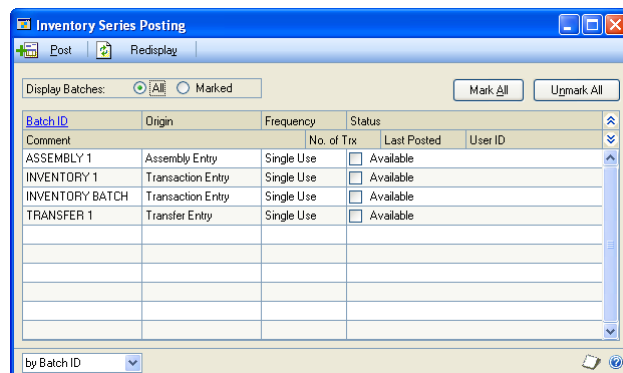 Inventory Series Posting
Post Redisplay
Display Batches: All Marked Mark All Unmark All
Batch ID Origin Frequency Status
Comment No. of Trx Last Posted User ID
ASSEMBLY 1 Assembly Entry Single Use Available
INVENTORY 1 Transaction Entry Single Use Available
INVENTORY BATCH Transaction Entry Single Use Available
TRANSFER 1 Transfer Entry Single Use Available
by Batch ID